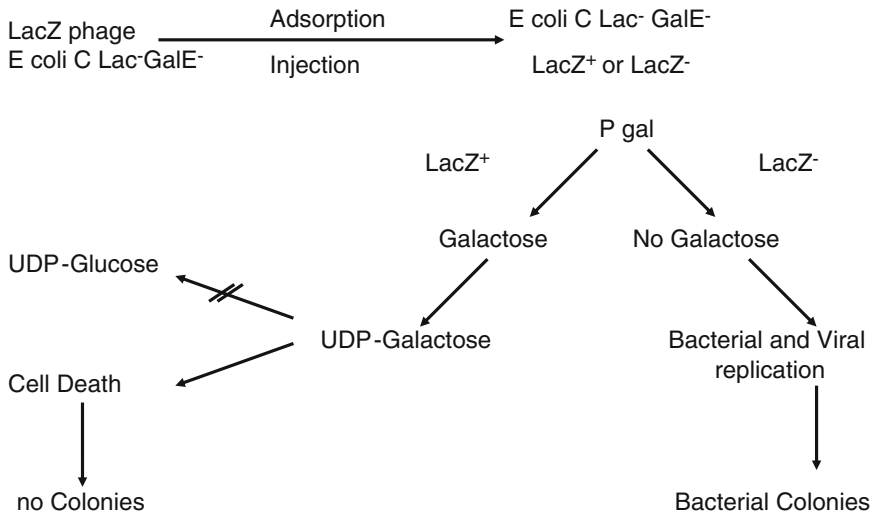 LacZ phage
E coli C Lac⁻GalE⁻
Adsorption
Injection
E coli C Lac⁻ GalE⁻
LacZ⁺ or LacZ⁻
P gal
LacZ⁺
LacZ⁻
Galactose
No Galactose
UDP-Glucose
UDP-Galactose
Bacterial and Viral
replication
Cell Death
no Colonies
Bacterial Colonies